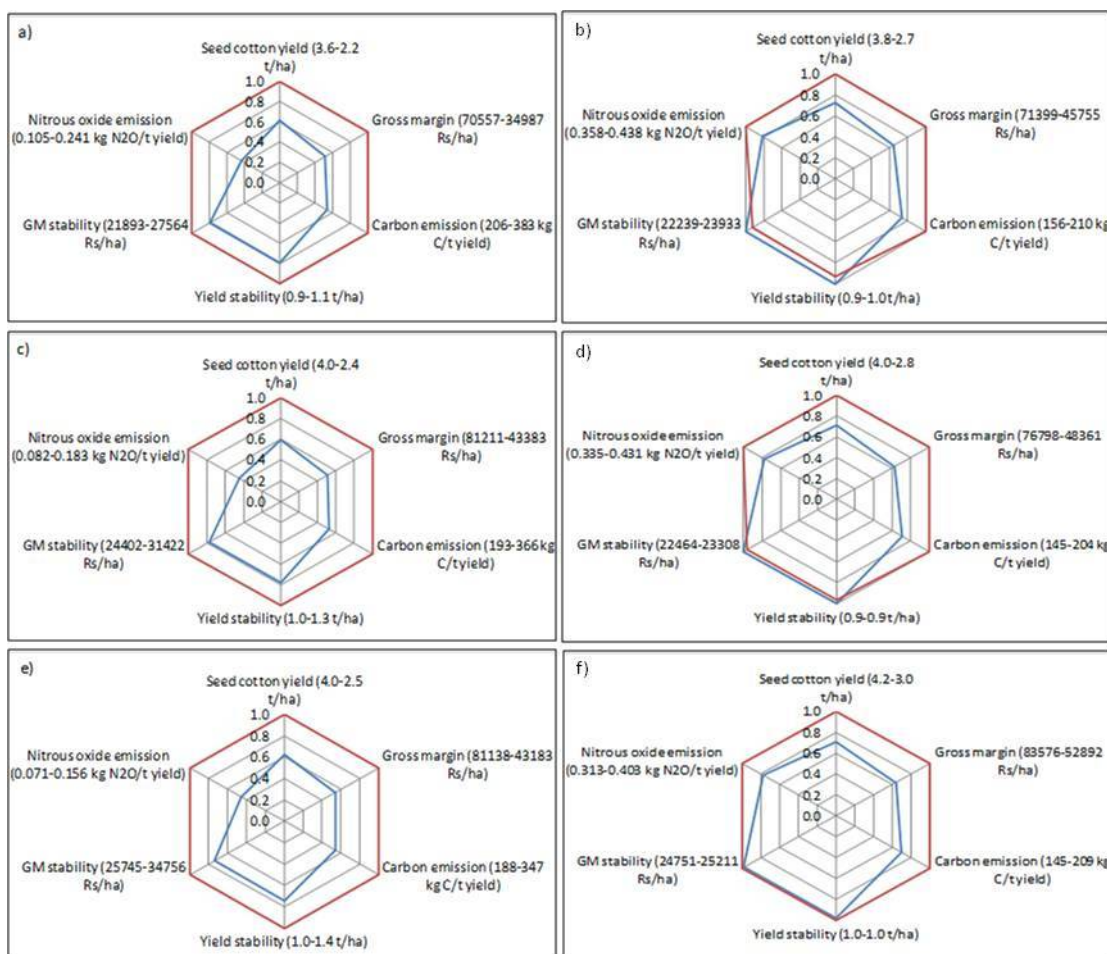 a)
Seed cotton yield (3.6-2.2
t/ha)
1.0
0.8
0.6
0.4
0.2
0.0
Gross margin (70557-34987
Rs/ha)
Carbon emission (206-383 kg
C/t yield)
Yield stability (0.9-1.1 t/ha)
GM stability (21893-27564
Rs/ha)
Nitrous oxide emission
(0.105-0.241 kg N2O/t yield)
b)
Seed cotton yield (3.8-2.7
t/ha)
1.0
0.8
0.6
0.4
0.2
0.0
Gross margin (71399-45755
Rs/ha)
Carbon emission (156-210 kg
C/t yield)
Yield stability (0.9-1.0 t/ha)
GM stability (22239-23933
Rs/ha)
Nitrous oxide emission
(0.358-0.438 kg N2O/t yield)
c)
Seed cotton yield (4.0-2.4
t/ha)
1.0
0.8
0.6
0.4
0.2
0.0
Gross margin (81211-43383
Rs/ha)
Carbon emission (193-366 kg
C/t yield)
Yield stability (1.0-1.3 t/ha)
GM stability (24402-31422
Rs/ha)
Nitrous oxide emission
(0.082-0.183 kg N2O/t yield)
d)
Seed cotton yield (4.0-2.8
t/ha)
1.0
0.8
0.6
0.4
0.2
0.0
Gross margin (76798-48361
Rs/ha)
Carbon emission (145-204 kg
C/t yield)
Yield stability (0.9-0.9 t/ha)
GM stability (22464-23308
Rs/ha)
Nitrous oxide emission
(0.335-0.431 kg N2O/t yield)
e)
Seed cotton yield (4.0-2.5
t/ha)
1.0
0.8
0.6
0.4
0.2
0.0
Gross margin (81138-43183
Rs/ha)
Carbon emission (188-347
kg C/t yield)
Yield stability (1.0-1.4 t/ha)
GM stability (25745-34756
Rs/ha)
Nitrous oxide emission
(0.071-0.156 kg N2O/t yield)
f)
Seed cotton yield (4.2-3.0
t/ha)
1.0
0.8
0.6
0.4
0.2
0.0
Gross margin (83576-52892
Rs/ha)
Carbon emission (145-209 kg
C/t yield)
Yield stability (1.0-1.0 t/ha)
GM stability (24751-25211
Rs/ha)
Nitrous oxide emission
(0.313-0.403 kg N2O/t yield)